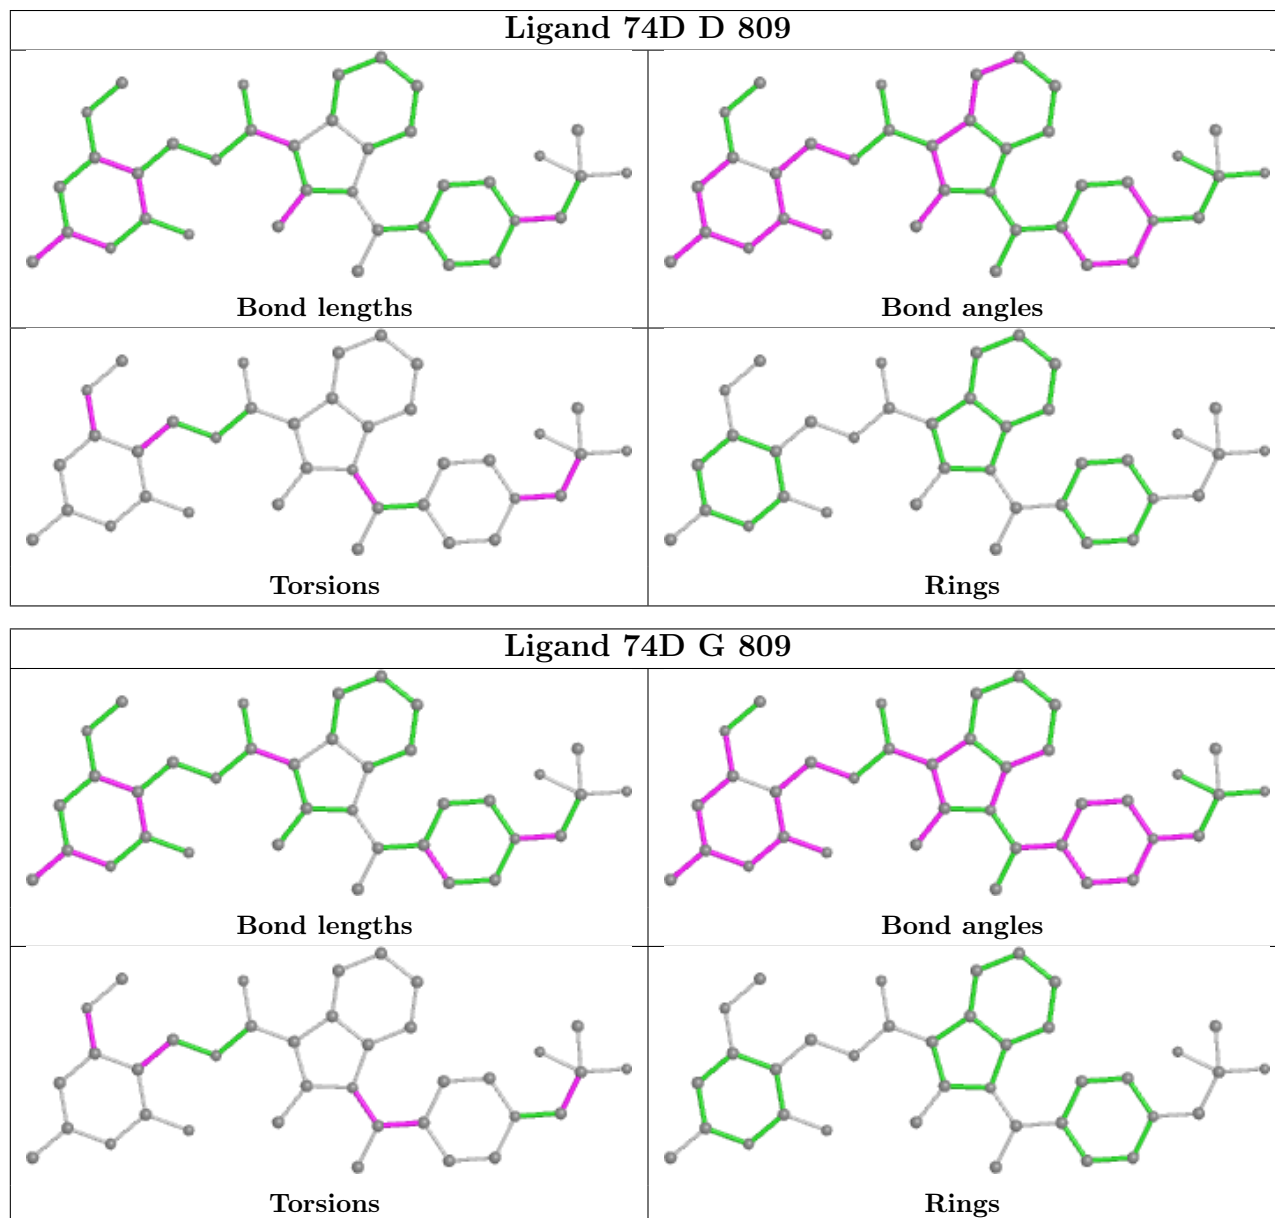 Ligand 74D D 809
Bond lengths
Bond angles
Torsions
Rings
Ligand 74D G 809
Bond lengths
Bond angles
Torsions
Rings